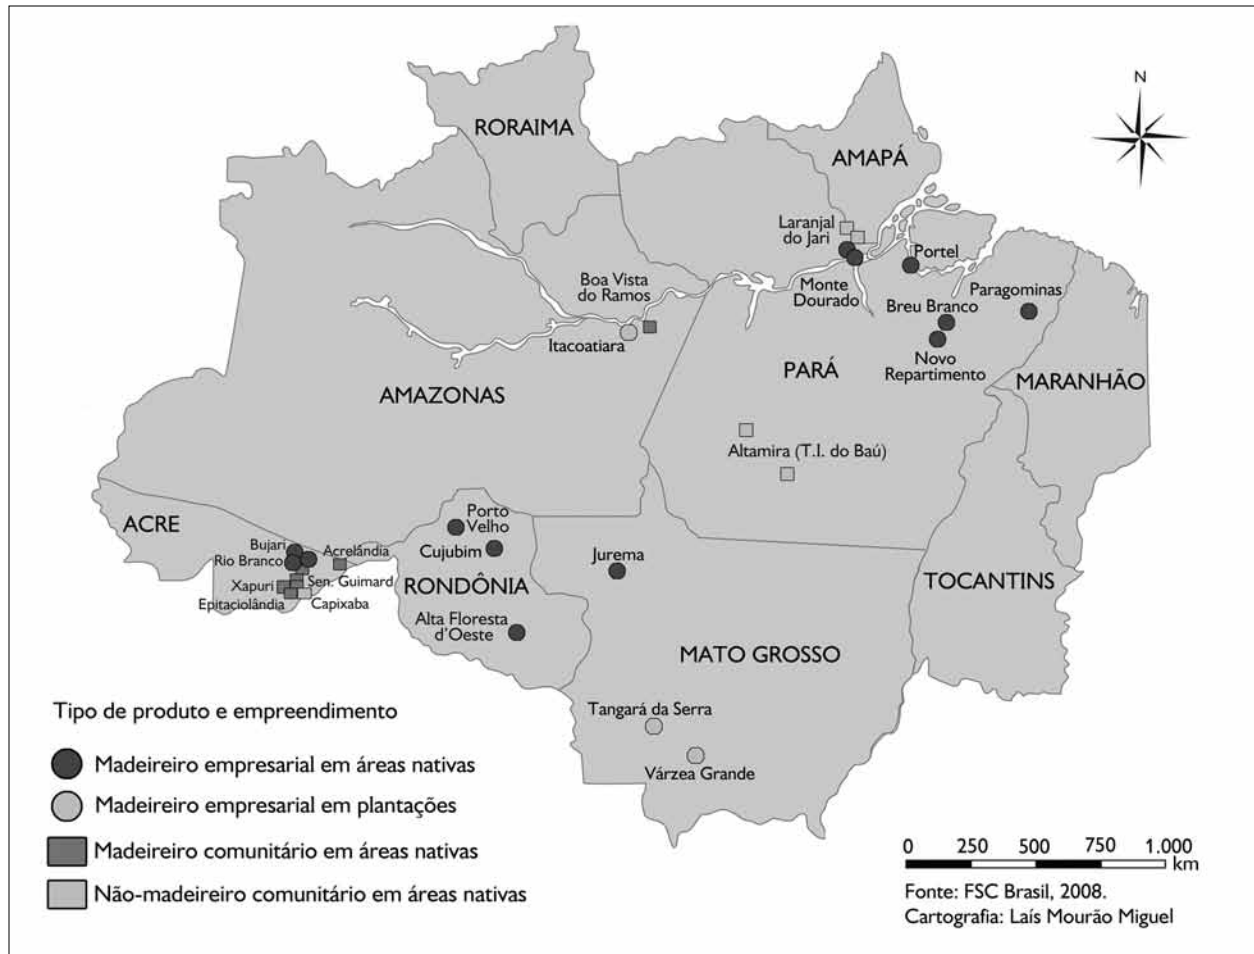 N
RORAIMA
AMAPÁ
Laranjal
do Jari
Portel
Boa Vista
do Ramos
Monte
Dourado
Paragominas
Breu Branco
Itacoatiara
Novo
Repartimento
PARÁ
MARANHÃO
AMAZONAS
Altamira (T.I. do Baú)
ACRE
Porto
Velho
Bujari
Acrelândia
Rio Branco
Cujubim
Jurema
Xapuri
Sen. Guimard
RONDÔNIA
TOCANTINS
Epitaciolândia
Capixaba
Alta Floresta
d'Oeste
MATO GROSSO
Tangará da Serra
Várzea Grande
Tipo de produto e empreendimento
Madeireiro empresarial em áreas nativas
Madeireiro empresarial em plantações
Madeireiro comunitário em áreas nativas
Não-madeireiro comunitário em áreas nativas
0 250 500 750 1.000
km
Fonte: FSC Brasil, 2008.
Cartografia: Laís Mourão Miguel